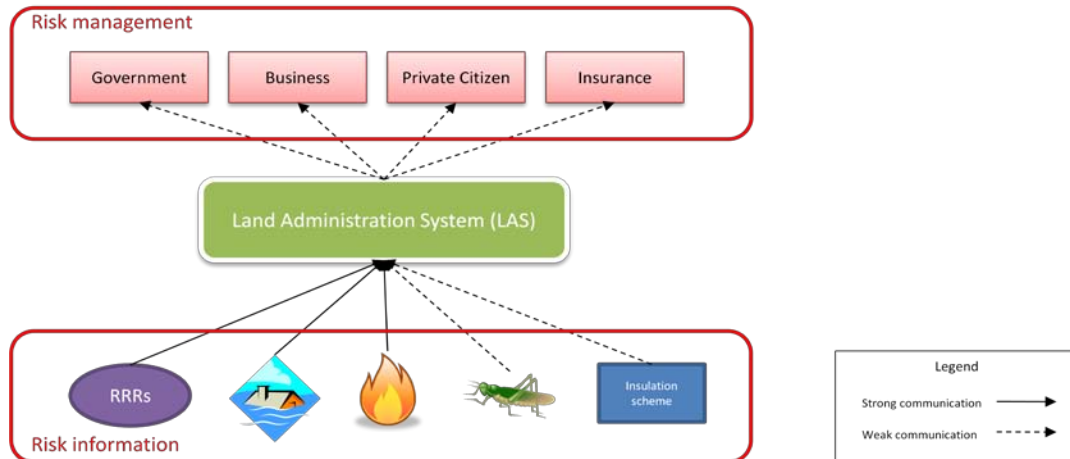 Risk management
Government
Business
Private Citizen
Insurance
Land Administration System (LAS)
RRRs
Insulation
scheme
Risk information
Legend
Strong communication
Weak communication